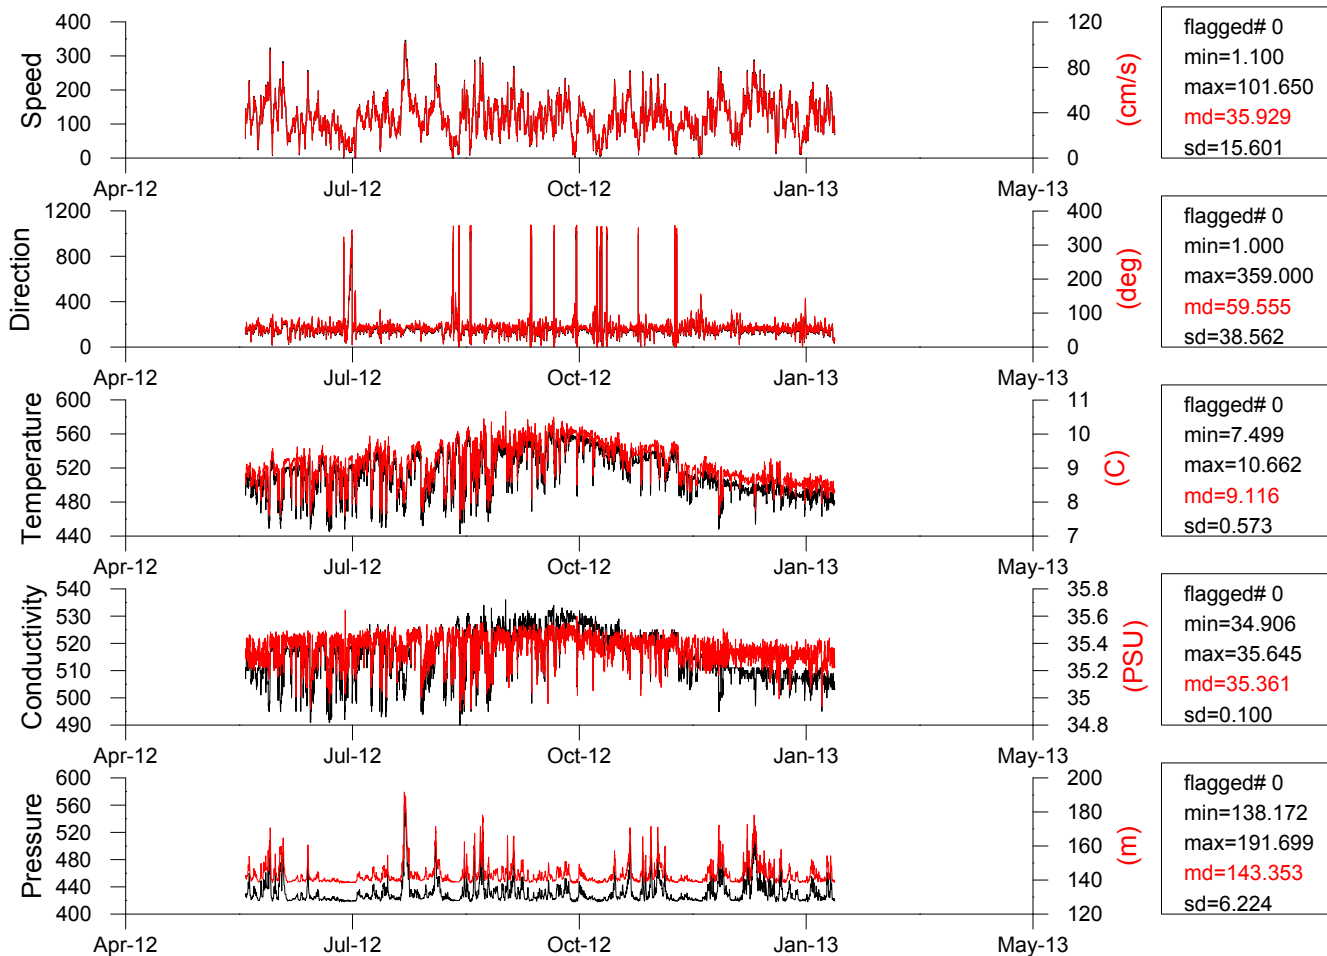 Speed
400
300
200
100
0
120
80
40
0
(cm/s)
Apr-12
Jul-12
Oct-12
Jan-13
May-13
flagged# 0
min=1.100
max=101.650
md=35.929
sd=15.601
Direction
1200
800
400
0
400
300
200
100
0
(deg)
Apr-12
Jul-12
Oct-12
Jan-13
May-13
flagged# 0
min=1.000
max=359.000
md=59.555
sd=38.562
Temperature
600
560
520
480
440
11
10
9
8
7
(C)
Apr-12
Jul-12
Oct-12
Jan-13
May-13
flagged# 0
min=7.499
max=10.662
md=9.116
sd=0.573
Conductivity
540
530
520
510
500
490
35.8
35.6
35.4
35.2
35
34.8
(PSU)
Apr-12
Jul-12
Oct-12
Jan-13
May-13
flagged# 0
min=34.906
max=35.645
md=35.361
sd=0.100
Pressure
600
560
520
480
440
400
200
180
160
140
120
(m)
Apr-12
Jul-12
Oct-12
Jan-13
May-13
flagged# 0
min=138.172
max=191.699
md=143.353
sd=6.224